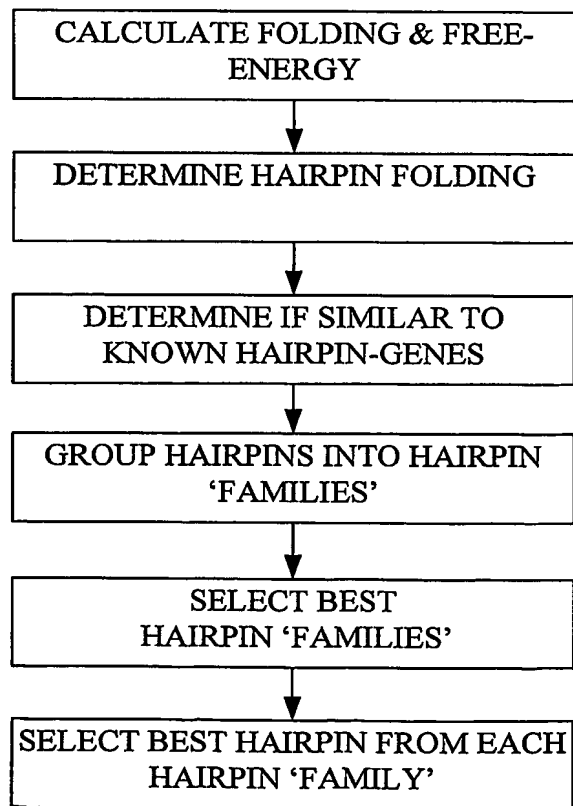 CALCULATE FOLDING & FREE-
ENERGY
DETERMINE HAIRPIN FOLDING
DETERMINE IF SIMILAR TO
KNOWN HAIRPIN-GENES
GROUP HAIRPINS INTO HAIRPIN
‘FAMILIES’
SELECT BEST
HAIRPIN ‘FAMILIES’
SELECT BEST HAIRPIN FROM EACH
HAIRPIN ‘FAMILY’